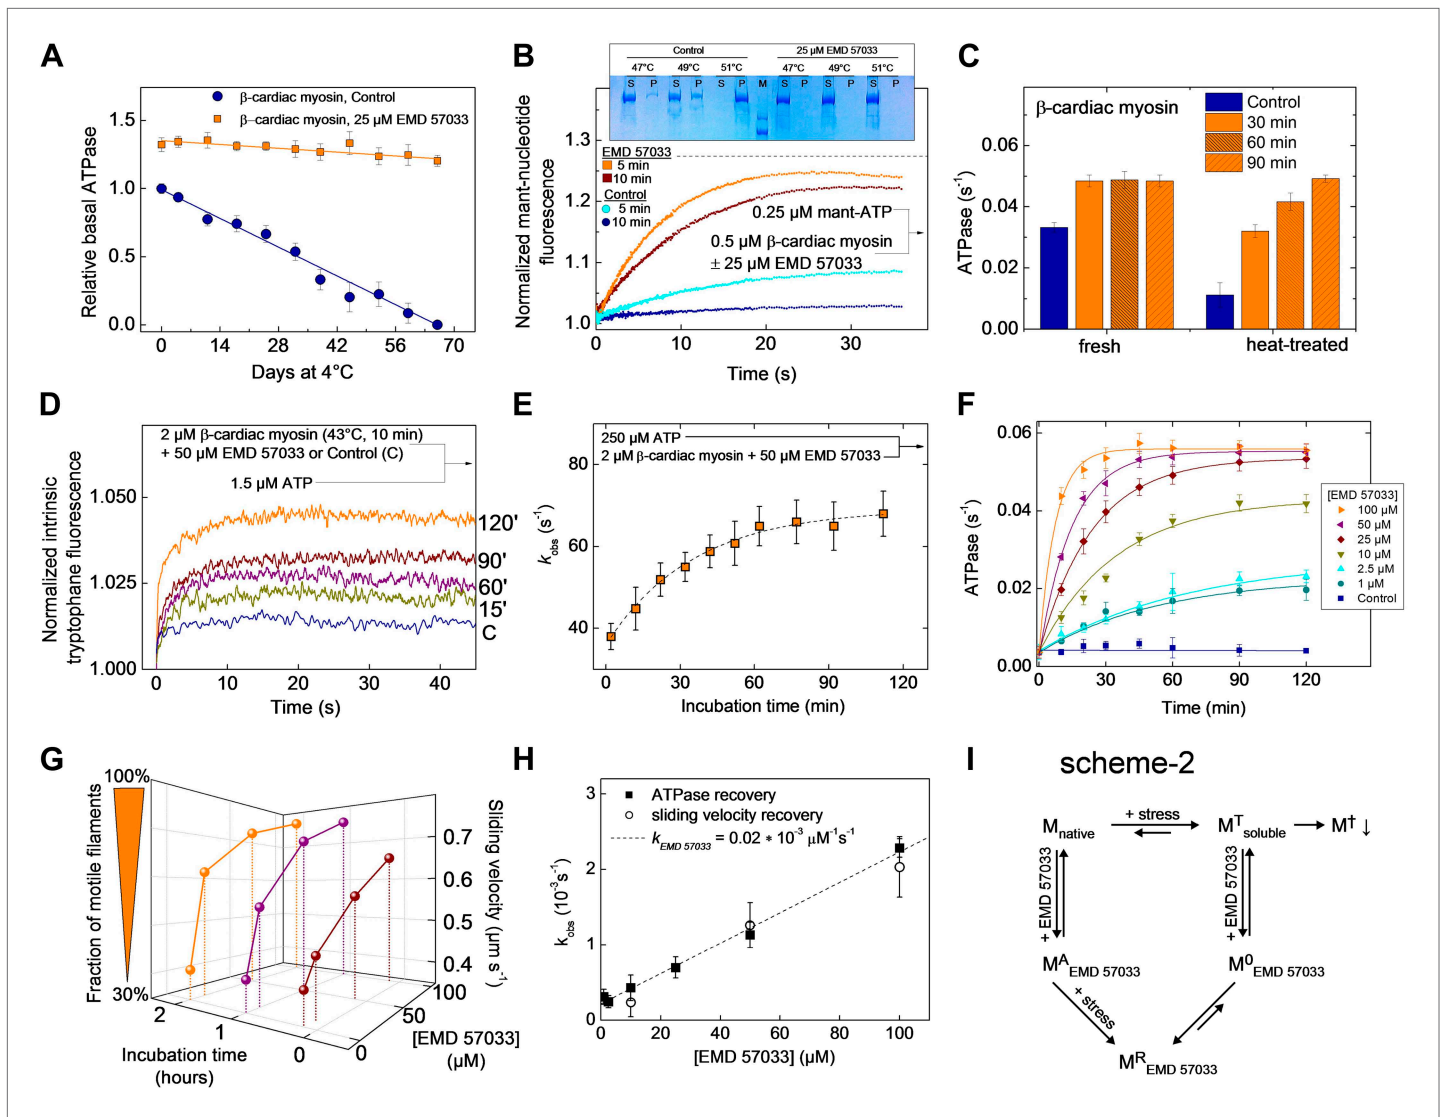 A
β-cardiac myosin, Control
β-cardiac myosin, 25 µM EMD 57033
Relative basal ATPase
1.5
1.0
0.5
0.0
0 14 28 42 56 70
Days at 4°C
B
Control 25 µM EMD 57033
47°C 49°C 51°C 47°C 49°C 51°C
S P S P S P M S P S P S P
Normalized mant-nucleotide
fluorescence
1.3
1.2
1.1
1.0
EMD 57033
5 min
10 min
Control
5 min
10 min
0.25 µM mant-ATP
0.5 µM β-cardiac myosin
± 25 µM EMD 57033
0 10 20 30
Time (s)
C
β-cardiac myosin
Control
30 min
60 min
90 min
ATPase (s⁻¹)
0.06
0.04
0.02
0.00
fresh heat-treated
D
2 µM β-cardiac myosin (43°C, 10 min)
+ 50 µM EMD 57033 or Control (C)
1.5 µM ATP
Normalized intrinsic
tryptophane fluorescence
1.050
1.025
1.000
120'
90'
60'
15'
C
0 10 20 30 40
Time (s)
E
250 µM ATP
2 µM β-cardiac myosin + 50 µM EMD 57033
k_obs (s⁻¹)
80
60
40
0 30 60 90 120
Incubation time (min)
F
ATPase (s⁻¹)
0.06
0.04
0.02
0.00
[EMD 57033]
100 µM
50 µM
25 µM
10 µM
2.5 µM
1 µM
Control
0 30 60 90 120
Time (min)
G
100%
Fraction of motile filaments
30%
Sliding velocity (µm s⁻¹)
0.7
0.6
0.5
0.4
2 1 0
Incubation time
(hours)
0 50 100
[EMD 57033]
(µM)
H
ATPase recovery
sliding velocity recovery
k_EMD 57033 = 0.02 * 10⁻³ µM⁻¹s⁻¹
k_obs (10⁻³s⁻¹)
3
2
1
0
0 20 40 60 80 100
[EMD 57033] (µM)
I
scheme-2
M_native + stress M^T_soluble M† ↓
+ EMD 57033 + EMD 57033
M^A_EMD 57033 M^0_EMD 57033
+ stress
M^R_EMD 57033